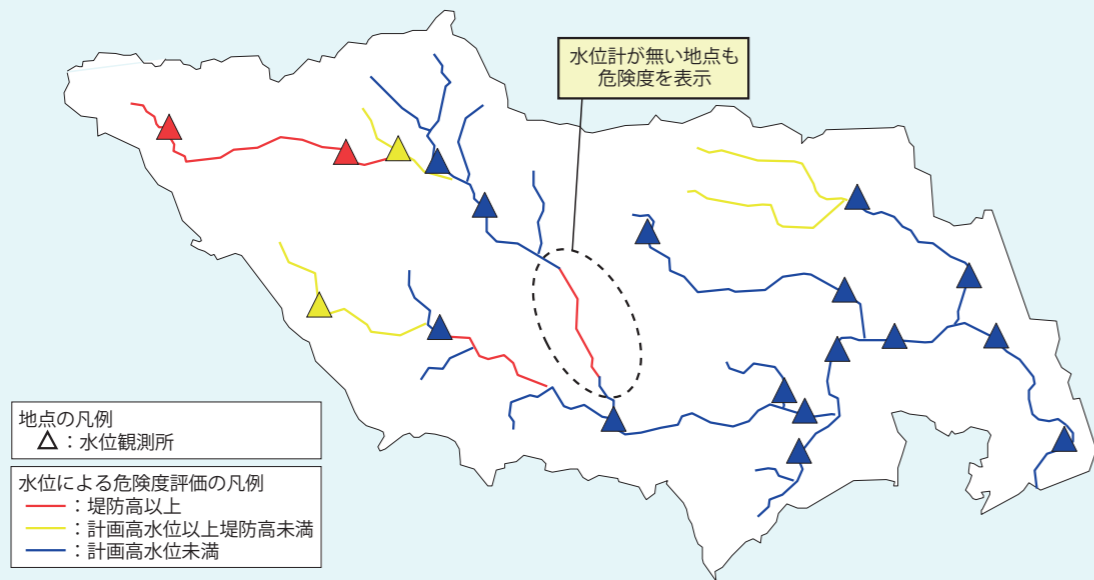 水位計が無い地点も
危険度を表示
地点の凡例
△：水位観測所
水位による危険度評価の凡例
：堤防高以上
：計画高水位以上堤防高未満
：計画高水位未満